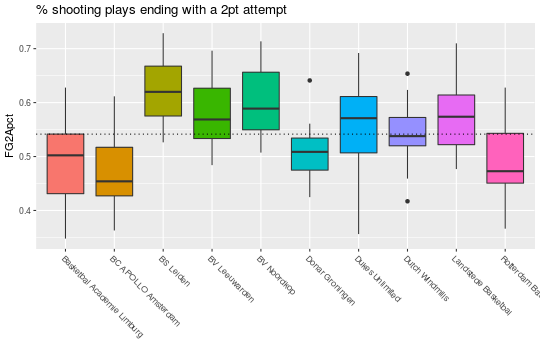 % shooting plays ending with a 2pt attempt
FG2Apct
0.7
0.6
0.5
0.4
Basketbal Academie Limburg
BC APOLLO Amsterdam
BS Leiden
BV Leeuwarden
BV Noordkop
Donar Groningen
Dukes Unlimited
Dutch Windmills
Landstede Basketbal
Rotterdam Bas